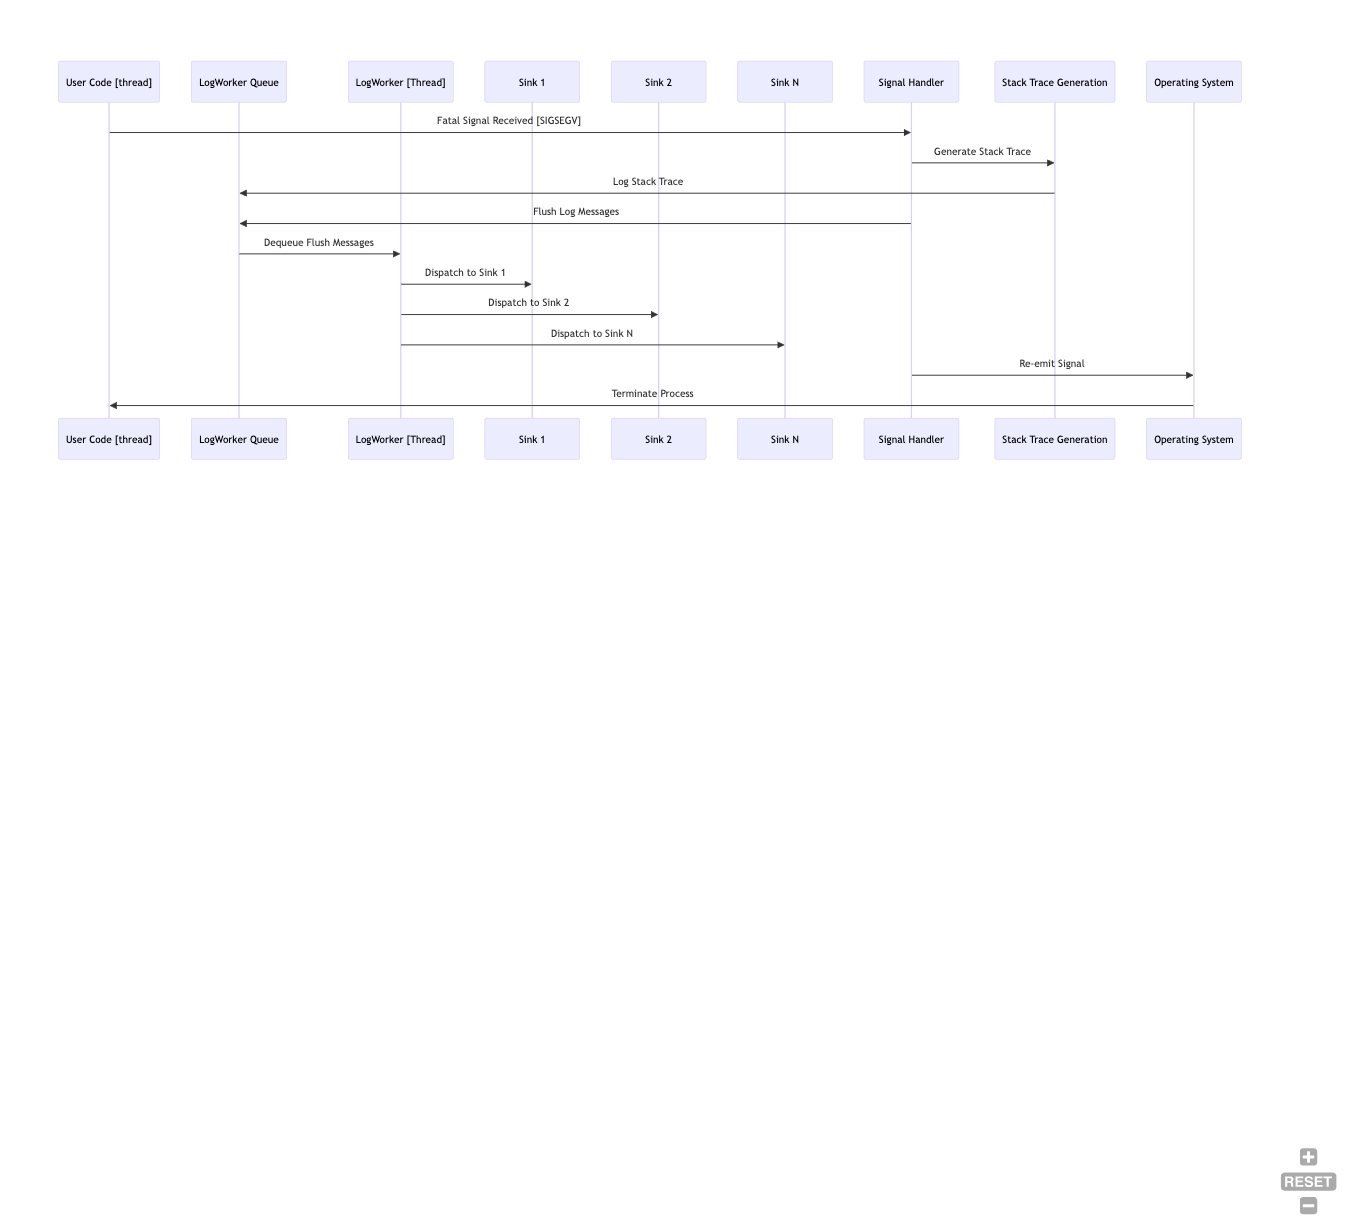 User Code [thread]
LogWorker Queue
LogWorker [Thread]
Sink 1
Sink 2
Sink N
Signal Handler
Stack Trace Generation
Operating System
Fatal Signal Received [SIGSEGV]
Generate Stack Trace
Log Stack Trace
Flush Log Messages
Dequeue Flush Messages
Dispatch to Sink 1
Dispatch to Sink 2
Dispatch to Sink N
Re-emit Signal
Terminate Process
User Code [thread]
LogWorker Queue
LogWorker [Thread]
Sink 1
Sink 2
Sink N
Signal Handler
Stack Trace Generation
Operating System
RESET